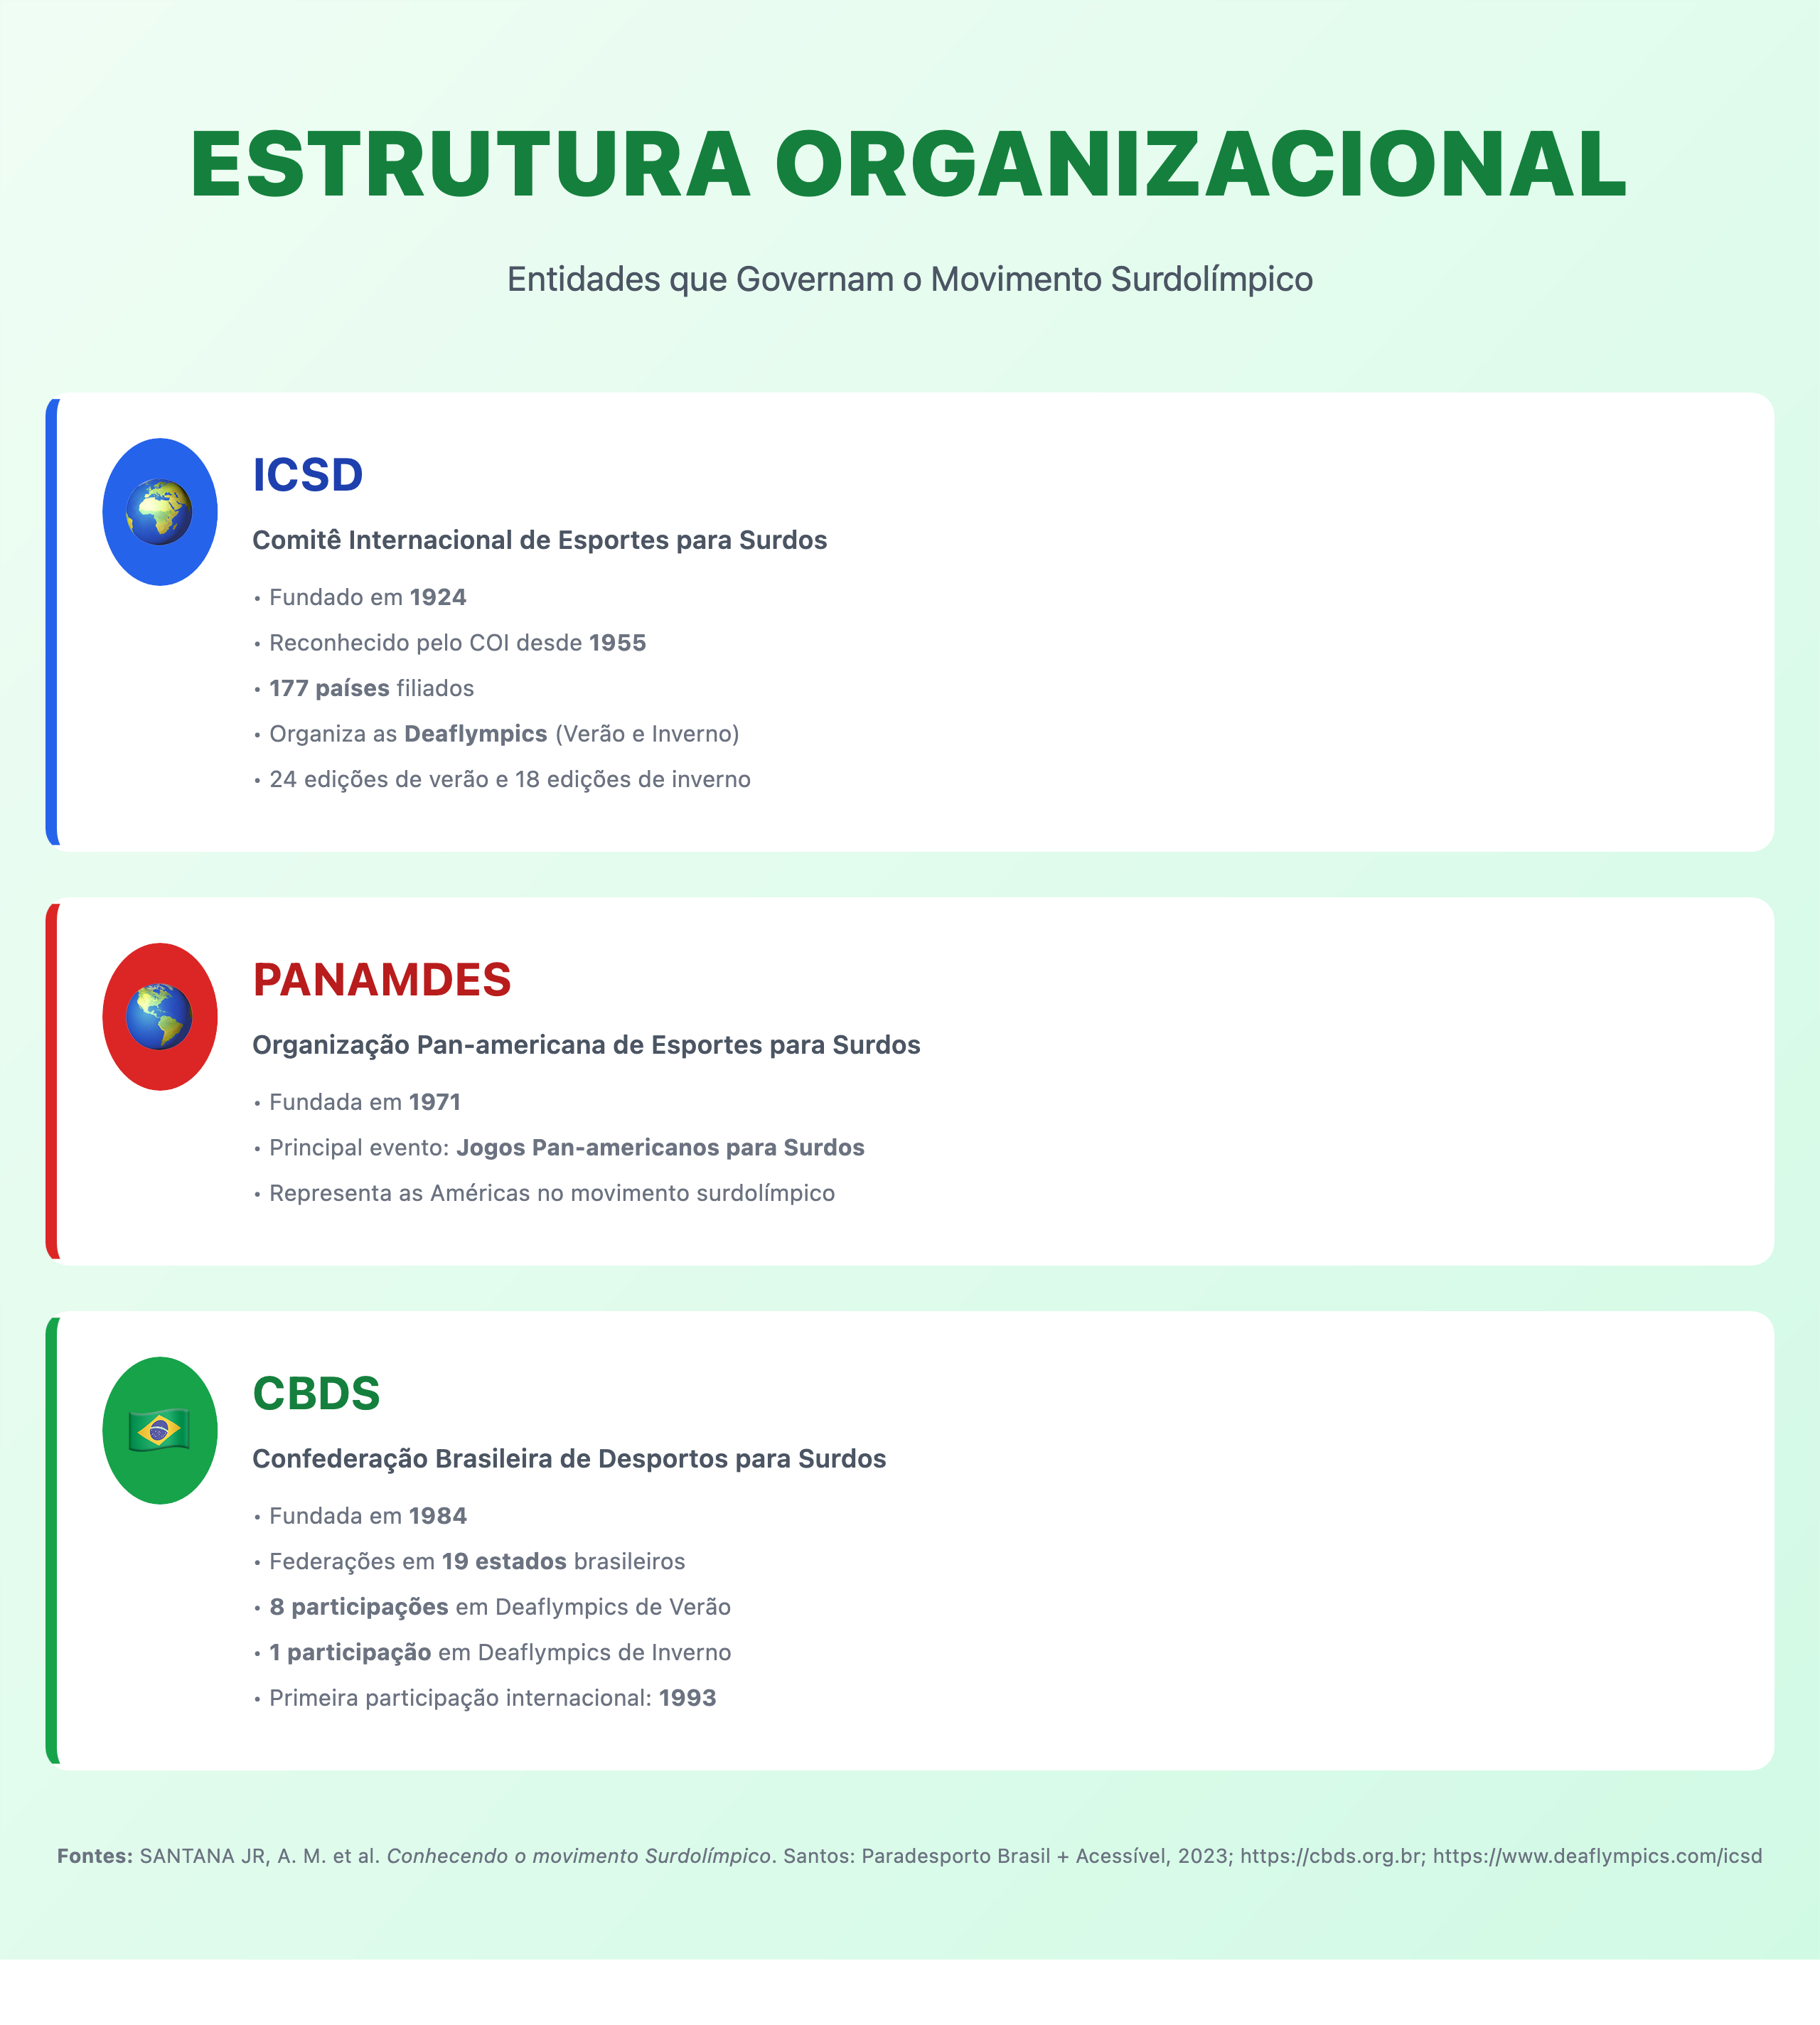 ESTRUTURA ORGANIZACIONAL
Entidades que Governam o Movimento Surdolímpico
ICSD
Comitê Internacional de Esportes para Surdos
• Fundado em 1924
• Reconhecido pelo COI desde 1955
• 177 países filiados
• Organiza as Deaflympics (Verão e Inverno)
• 24 edições de verão e 18 edições de inverno
PANAMDES
Organização Pan-americana de Esportes para Surdos
• Fundada em 1971
• Principal evento: Jogos Pan-americanos para Surdos
• Representa as Américas no movimento surdolímpico
CBDS
Confederação Brasileira de Desportos para Surdos
• Fundada em 1984
• Federações em 19 estados brasileiros
• 8 participações em Deaflympics de Verão
• 1 participação em Deaflympics de Inverno
• Primeira participação internacional: 1993
Fontes: SANTANA JR, A. M. et al. Conhecendo o movimento Surdolímpico. Santos: Paradesporto Brasil + Acessível, 2023; https://cbds.org.br; https://www.deaflympics.com/icsd